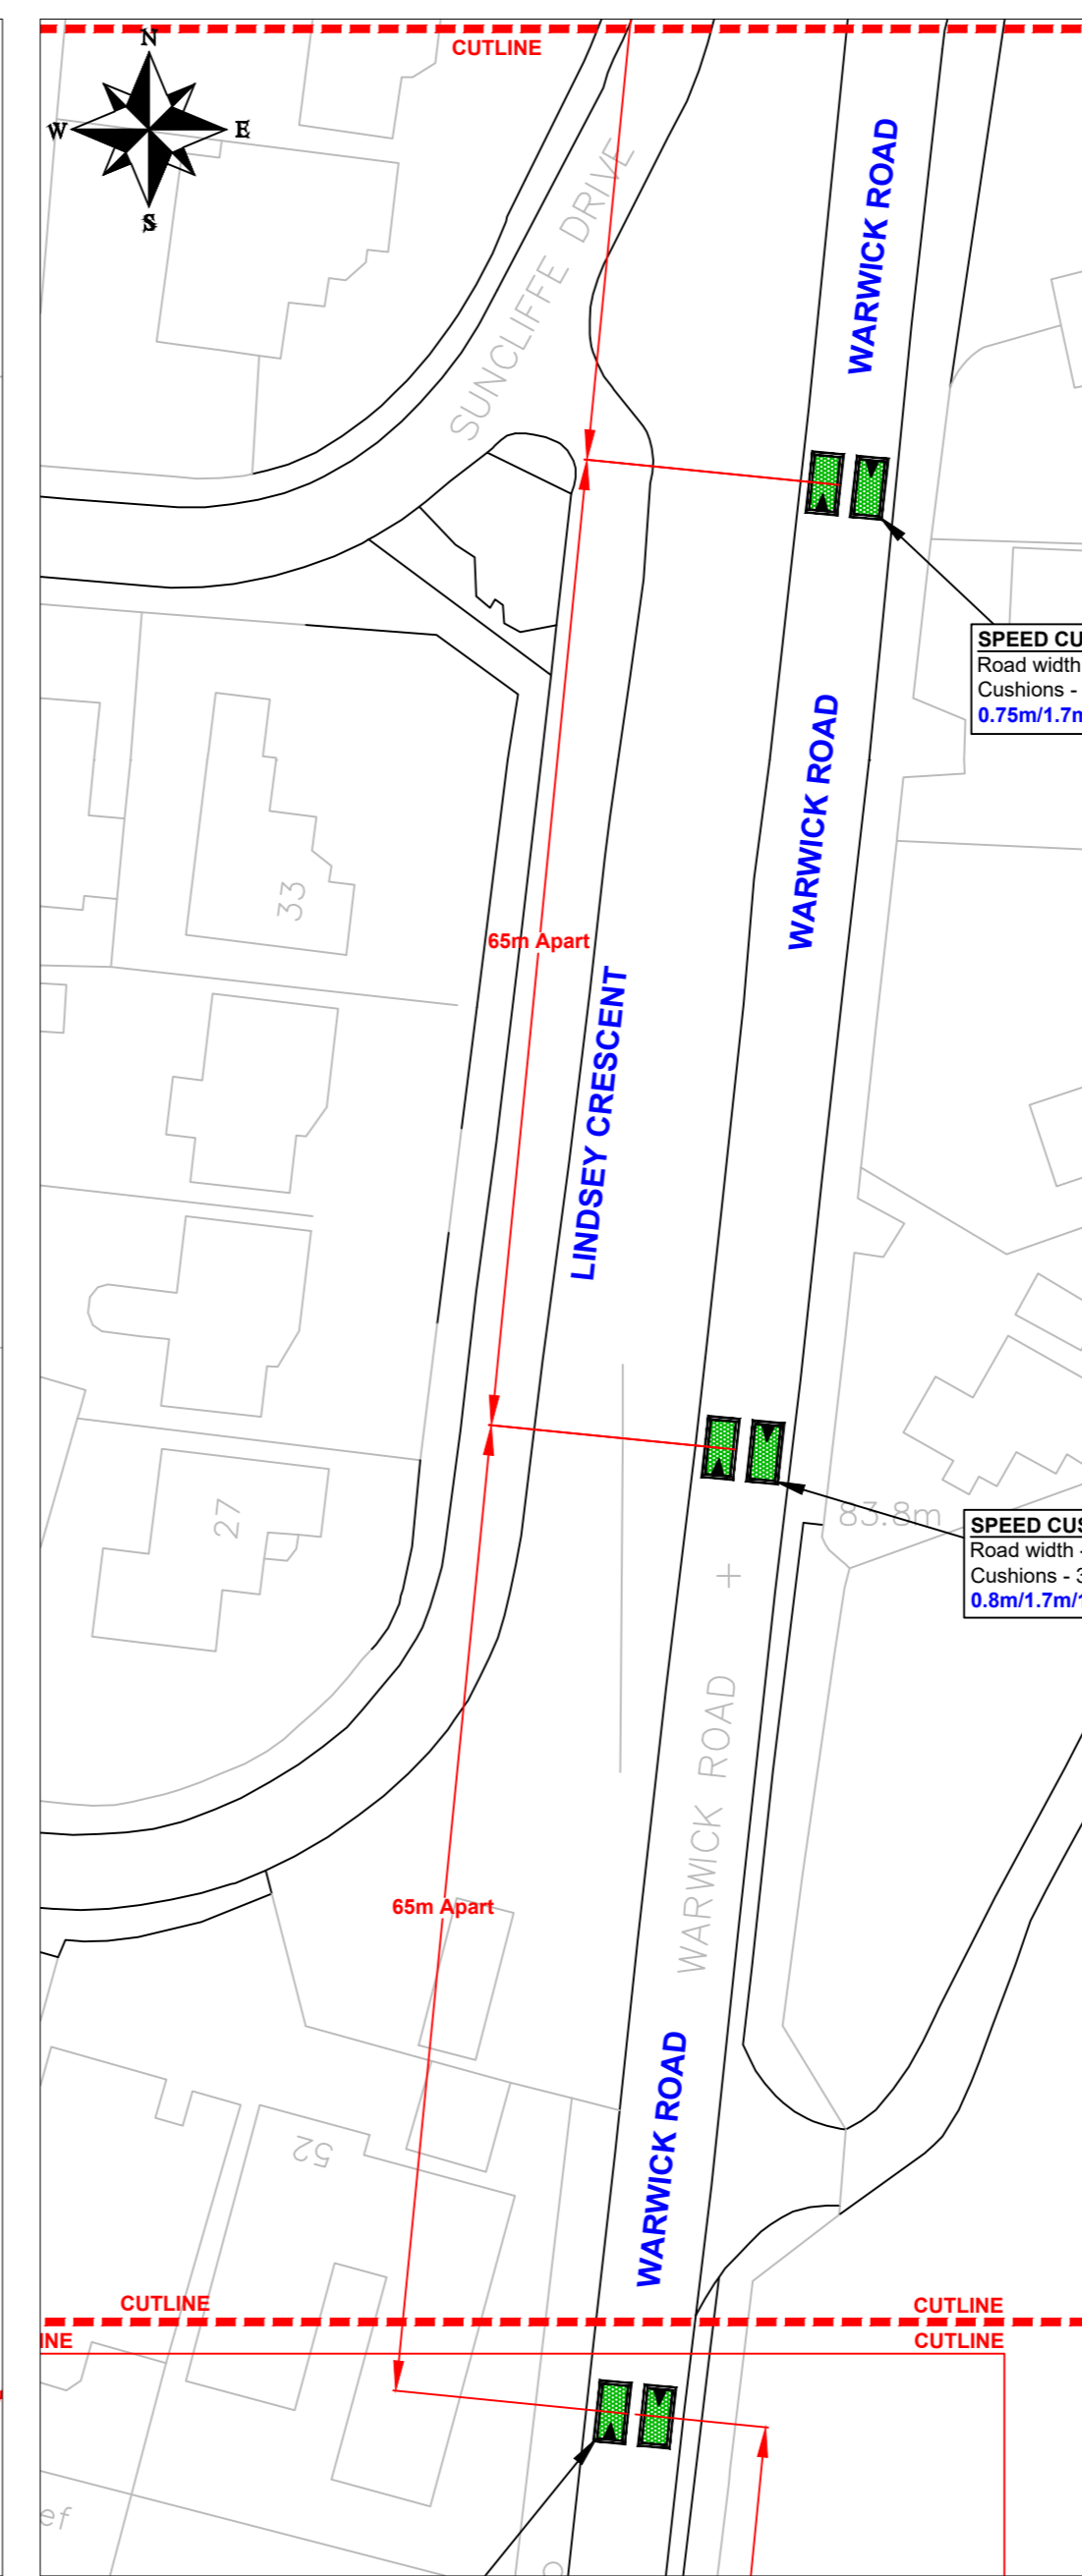 CUTLINE
N
W
E
S
SUNCLIFFE DRIVE
WARWICK ROAD
SPEED CU
Road width
Cushions -
0.75m/1.7m
WARWICK ROAD
33
65m Apart
LINDSEY CRESCENT
27
83.8m
SPEED CUS
Road width -
Cushions - 3
0.8m/1.7m/1
WARWICK ROAD
65m Apart
WARWICK ROAD
52
CUTLINE
CUTLINE
INE
CUTLINE
ef